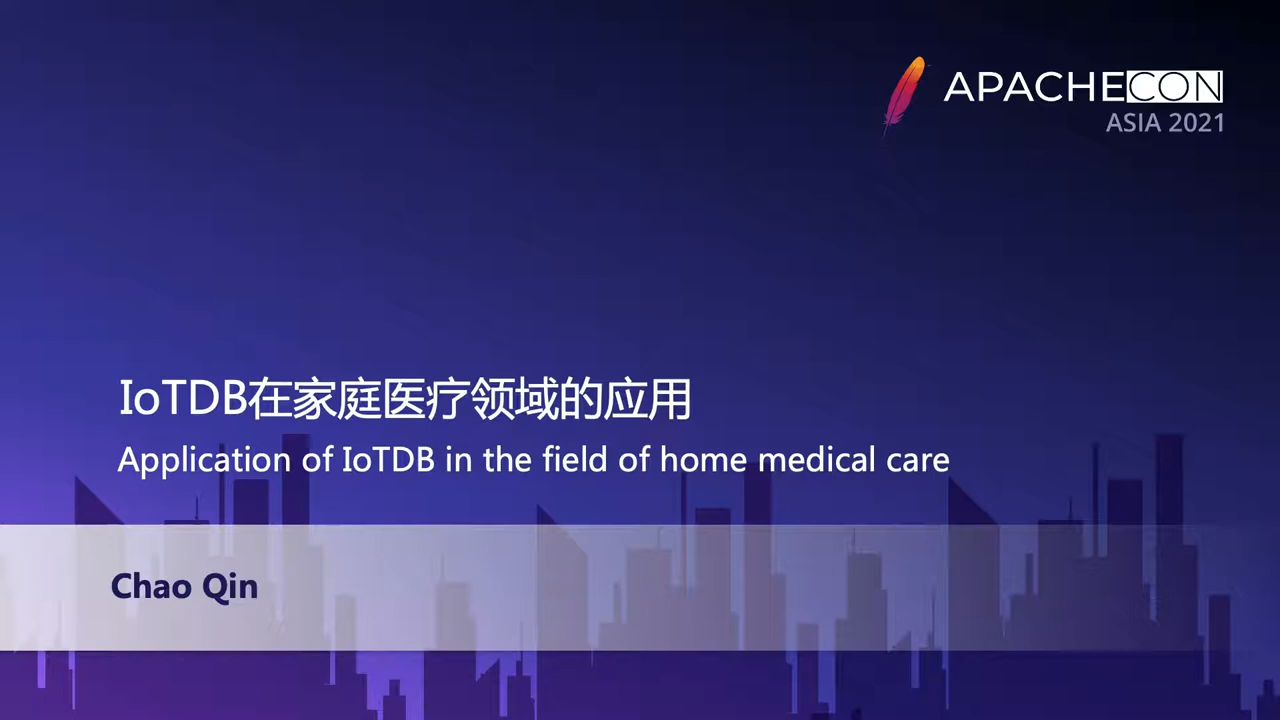 APACHECON
ASIA 2021
IoTDB在家庭医疗领域的应用
Application of IoTDB in the field of home medical care
Chao Qin